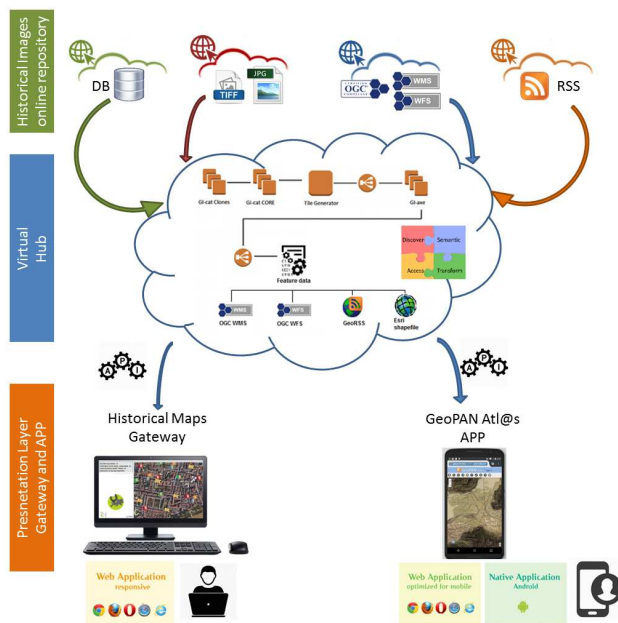 Historical Images
online repository
DB
TIFF
JPG
OGC
WMS
WFS
RSS
Virtual
Hub
GI-cat Clones
GI-cat CORE
Tile Generator
GI-axe
Feature data
Discover
Semantic
Access
Transform
WMS
OGC WMS
WFS
OGC WFS
GeoRSS
Esri
shapefile
A P I
A P I
Presnetation Layer
Gateway and APP
Historical Maps
Gateway
GeoPAN Atl@s
APP
Web Application
responsive
Web Application
optimized for mobile
Native Application
Android